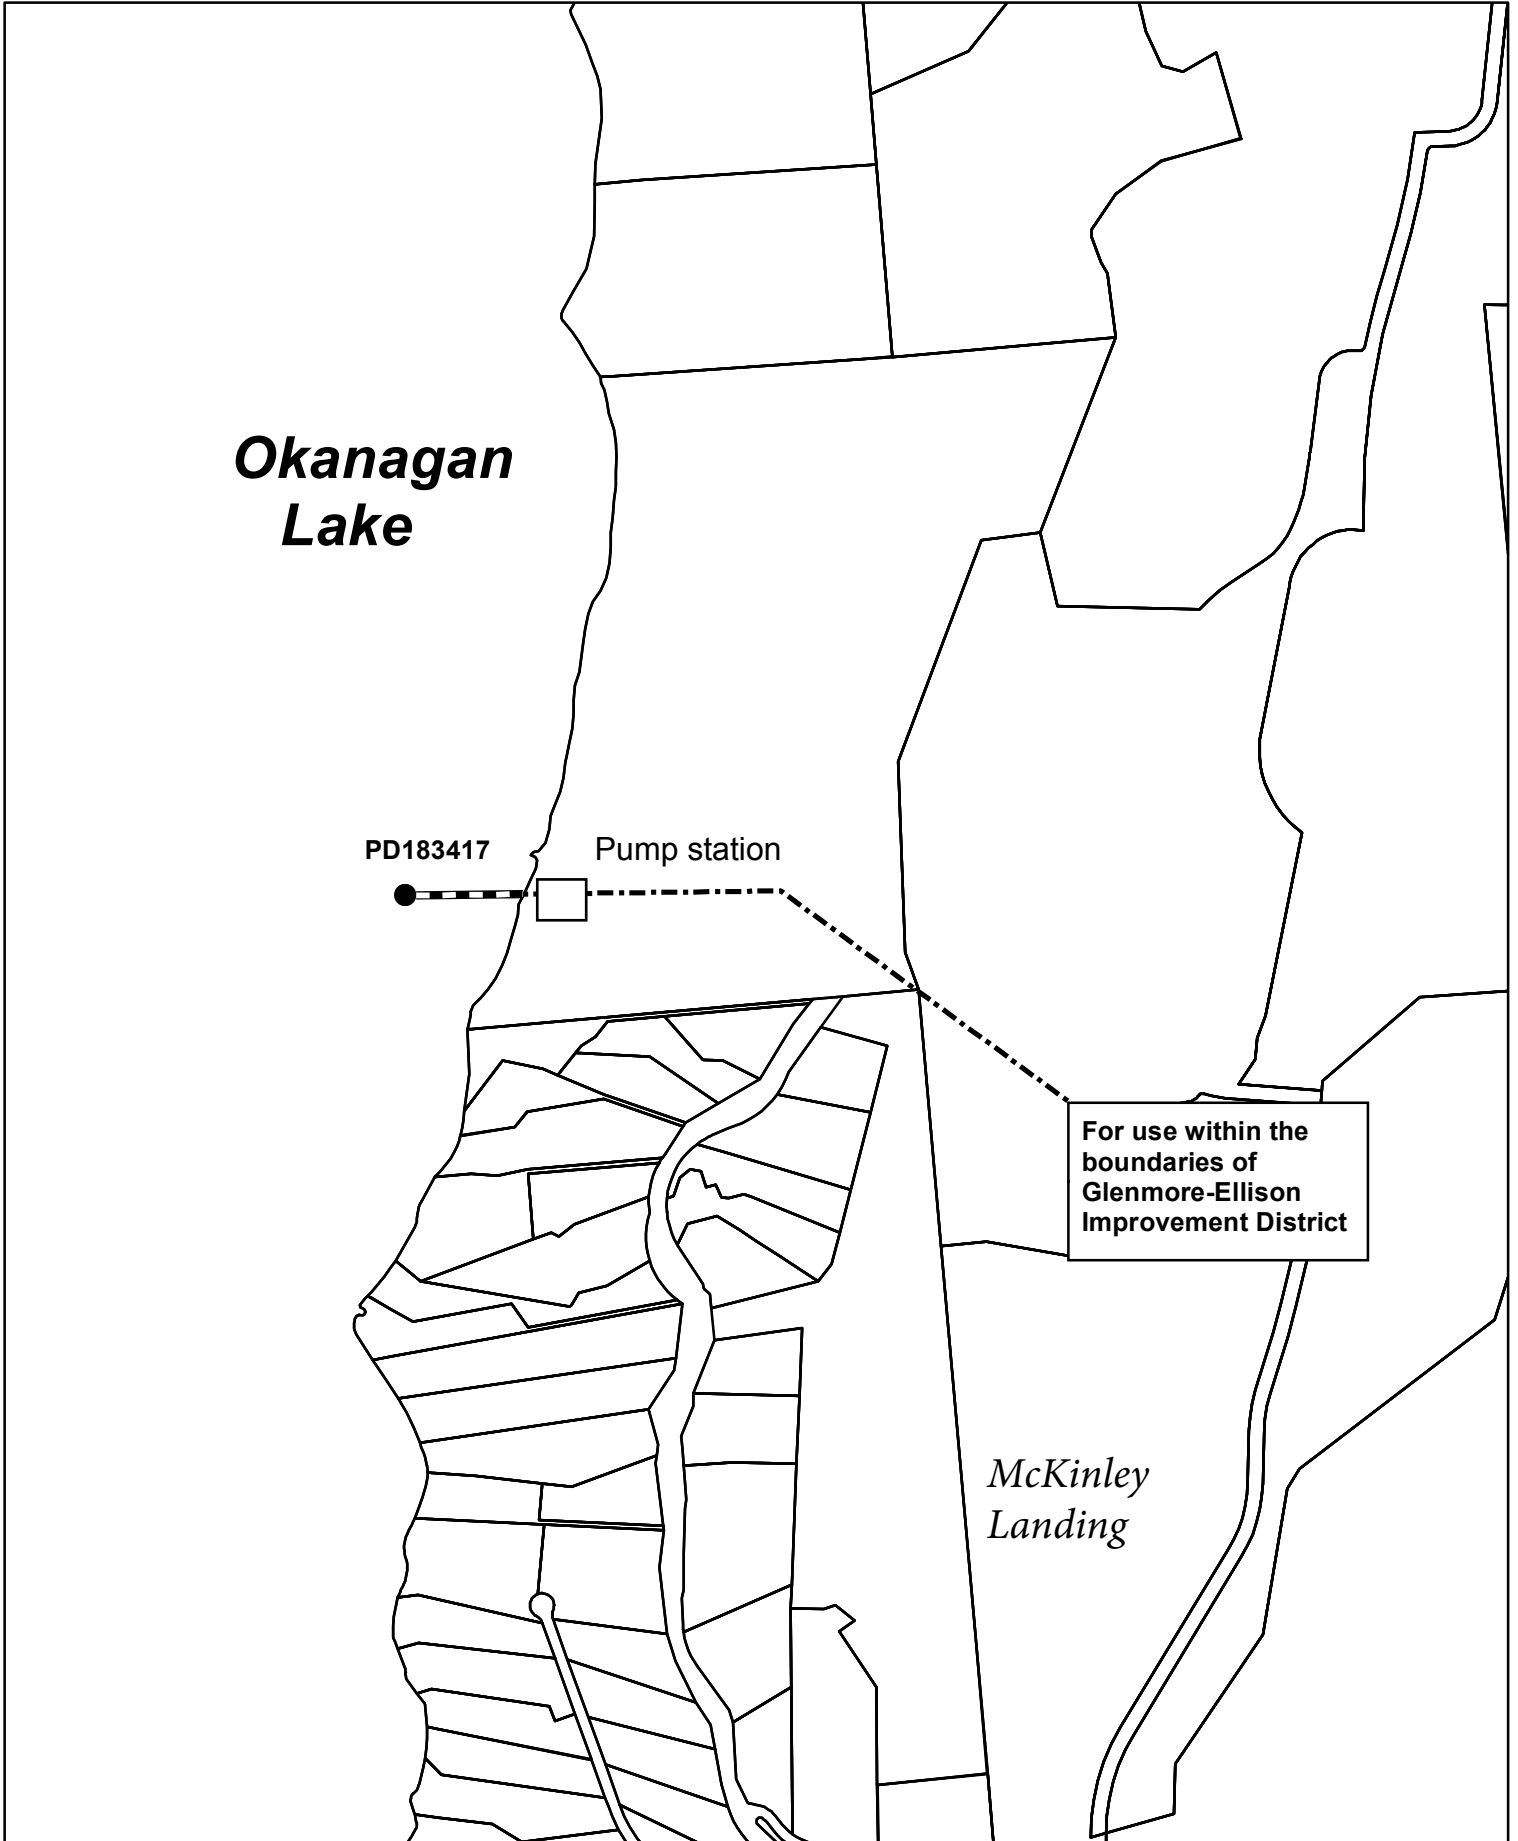 Okanagan
Lake
PD183417
Pump station
For use within the
boundaries of
Glenmore-Ellison
Improvement District
McKinley
Landing